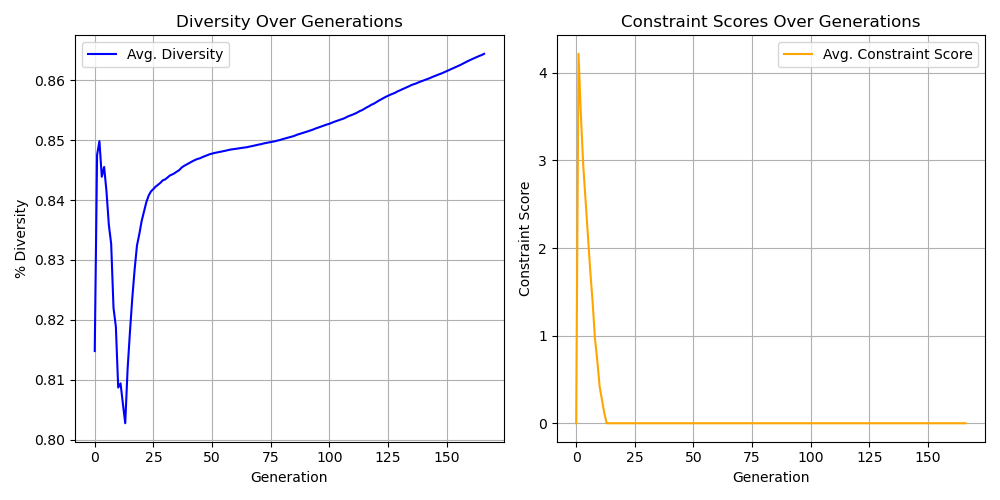 Diversity Over Generations
Avg. Diversity
0.86
0.85
0.84
0.83
0.82
0.81
0.80
% Diversity
0 25 50 75 100 125 150
Generation
Constraint Scores Over Generations
Avg. Constraint Score
4
3
2
1
0
Constraint Score
0 25 50 75 100 125 150
Generation